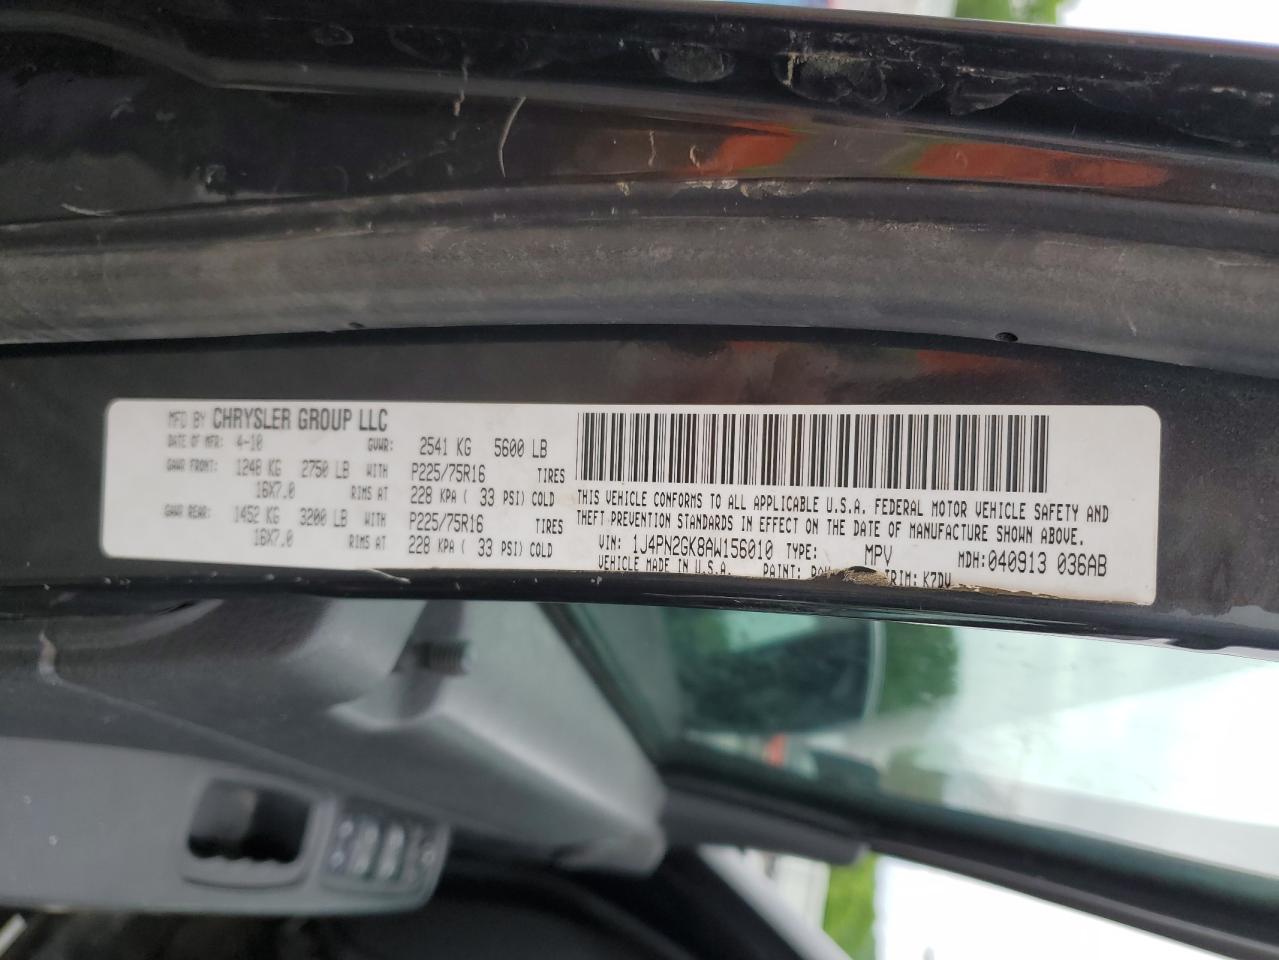 MFD BY CHRYSLER GROUP LLC
DATE OF MFR: 4-10 GVWR: 2541 KG 5600 LB
GAWR FRONT: 1248 KG 2750 LB WITH P225/75R16 TIRES
16X7.0 RIMS AT 228 KPA ( 33 PSI) COLD
GAWR REAR: 1452 KG 3200 LB WITH P225/75R16 TIRES
16X7.0 RIMS AT 228 KPA ( 33 PSI) COLD
THIS VEHICLE CONFORMS TO ALL APPLICABLE U.S.A. FEDERAL MOTOR VEHICLE SAFETY AND
THEFT PREVENTION STANDARDS IN EFFECT ON THE DATE OF MANUFACTURE SHOWN ABOVE.
VIN: 1J4PN2GK8AW156010 TYPE: MPV MDH:040913 036AB
VEHICLE MADE IN U.S.A. PAINT: TRIM: K7DV